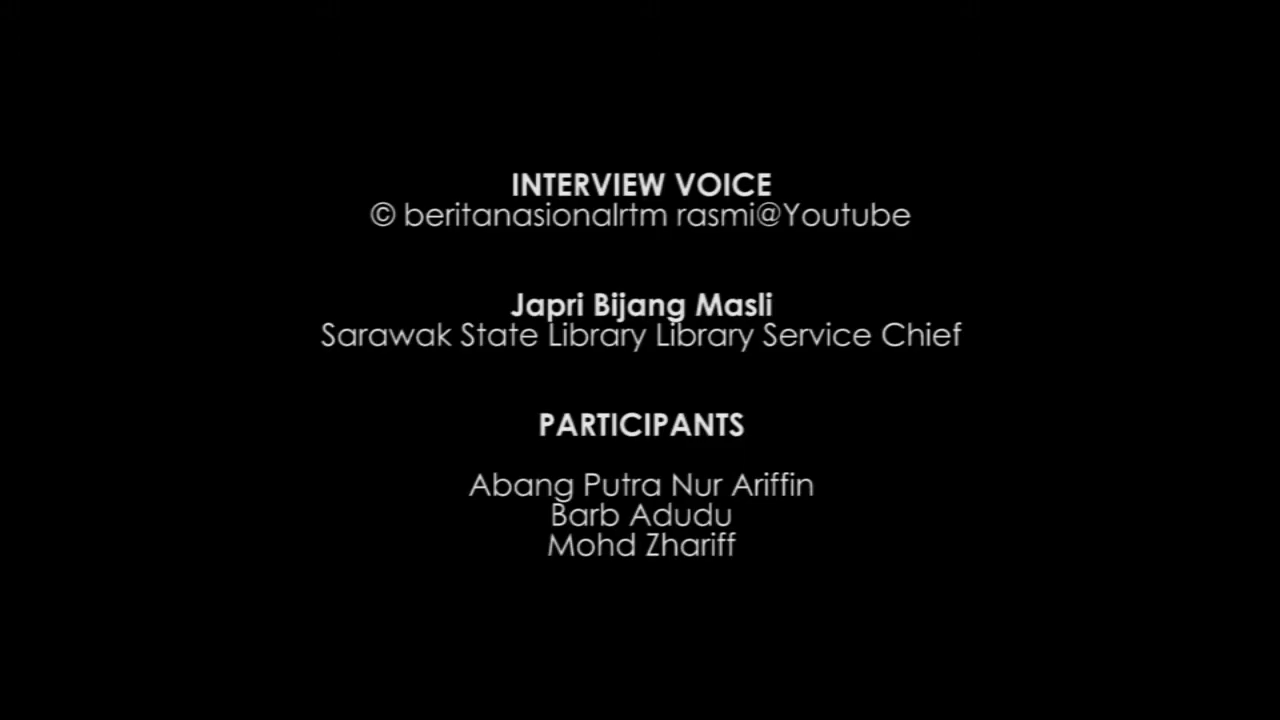 INTERVIEW VOICE
© beritanasionalrtm rasmi@Youtube
Japri Bijang Masli
Sarawak State Library Library Service Chief
PARTICIPANTS
Abang Putra Nur Ariffin
Barb Adudu
Mohd Zhariff